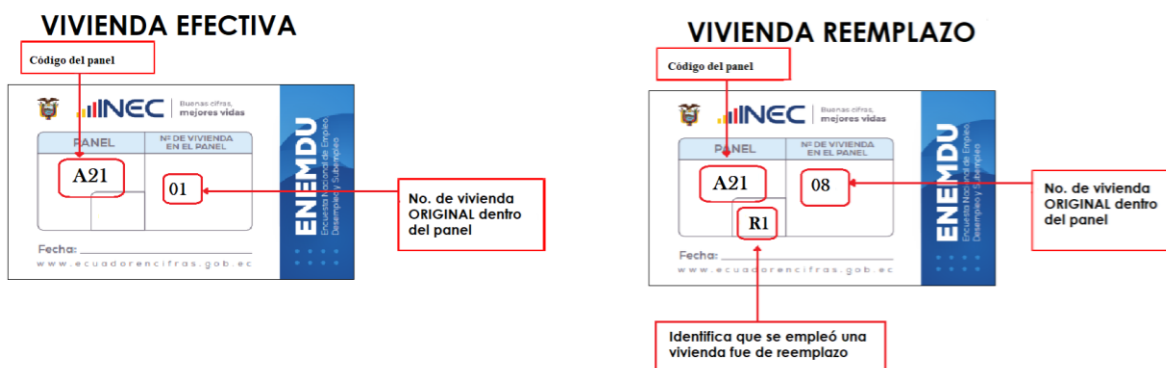 VIVIENDA EFECTIVA
Código del panel
INEC
Buenas cifras,
mejores vidas
PANEL
Nº DE VIVIENDA
EN EL PANEL
A21
01
Fecha:
www.ecuadorencifras.gob.ec
ENEMDU
Encuesta Nacional de Empleo
Desempleo y Subempleo
No. de vivienda
ORIGINAL dentro
del panel
VIVIENDA REEMPLAZO
Código del panel
INEC
Buenas cifras,
mejores vidas
PANEL
Nº DE VIVIENDA
EN EL PANEL
A21
08
R1
Fecha:
www.ecuadorencifras.gob.ec
ENEMDU
Encuesta Nacional de Empleo
Desempleo y Subempleo
No. de vivienda
ORIGINAL dentro
del panel
Identifica que se empleó una
vivienda fue de reemplazo